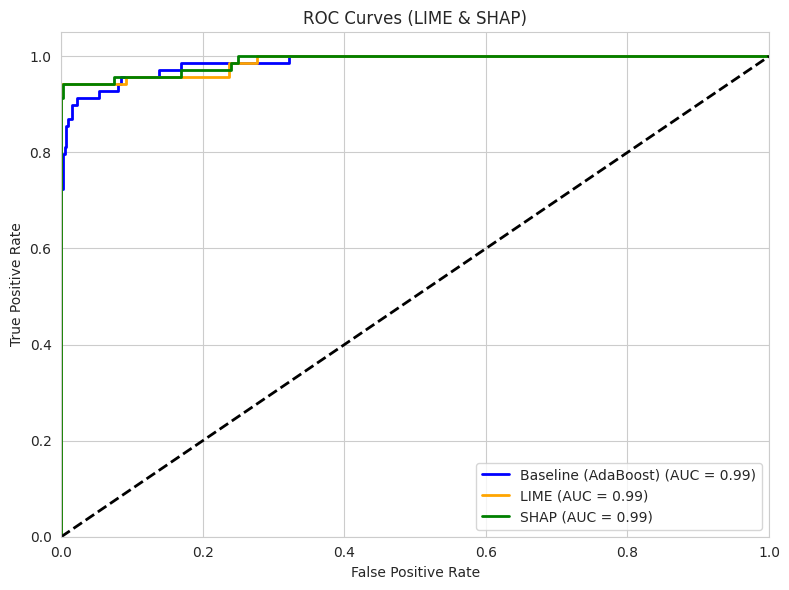 ROC Curves (LIME & SHAP)
1.0
0.8
0.6
0.4
0.2
0.0
True Positive Rate
0.0 0.2 0.4 0.6 0.8 1.0
False Positive Rate
Baseline (AdaBoost) (AUC = 0.99)
LIME (AUC = 0.99)
SHAP (AUC = 0.99)